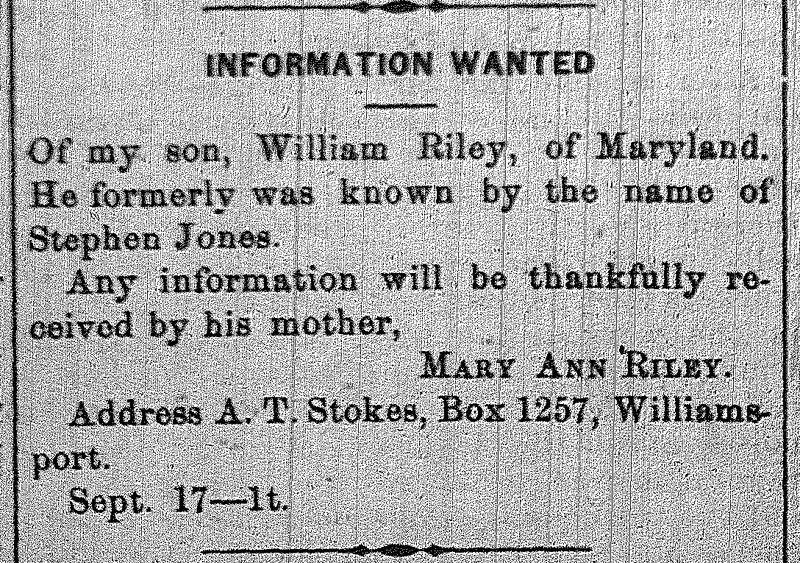 INFORMATION WANTED
Of my son, William Riley, of Maryland.
He formerly was known by the name of
Stephen Jones.
Any information will be thankfully re-
ceived by his mother,
MARY ANN RILEY.
Address A. T. Stokes, Box 1257, Williams-
port.
Sept. 17—1t.